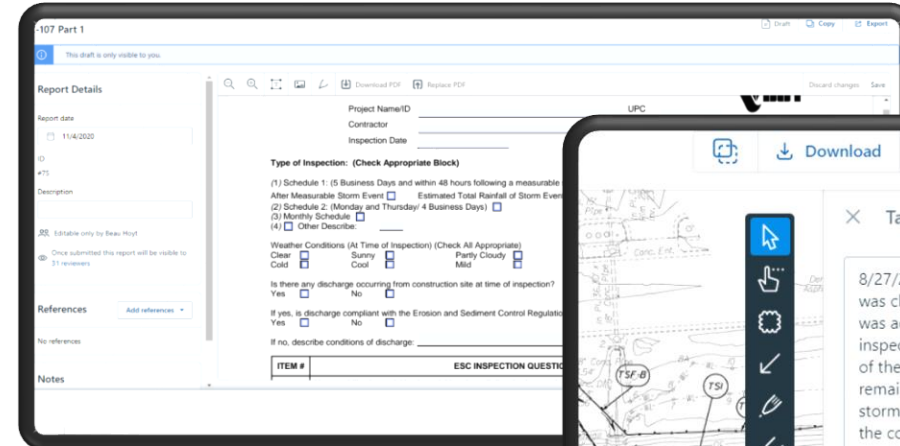 -107 Part 1
Draft Copy Export
This draft is only visible to you.
Report Details
Report date
11/4/2020
ID
#75
Description
Editable only by Beau Hoyt
Once submitted this report will be visible to
31 reviewers
References Add references
No references
Notes
Download PDF Replace PDF Discard changes Save
Project Name/ID UPC
Contractor
Inspection Date
Type of Inspection: (Check Appropriate Block)
(1) Schedule 1: (5 Business Days and within 48 hours following a measurable
After Measurable Storm Event Estimated Total Rainfall of Storm Even
(2) Schedule 2: (Monday and Thursday/ 4 Business Days)
(3) Monthly Schedule
(4) Other Describe:
Weather Conditions (At Time of Inspection) (Check All Appropriate)
Clear Sunny Partly Cloudy
Cold Cool Mild
Is there any discharge occurring from construction site at time of inspection?
Yes No
If yes, is discharge compliant with the Erosion and Sediment Control Regulatio
Yes No
If no, describe conditions of discharge:
ITEM # ESC INSPECTION QUESTIO
Download
Ta
8/27/
was cl
was a
inspec
of the
remai
storm
the co
Conc. Ent.
TSF-B
TSI